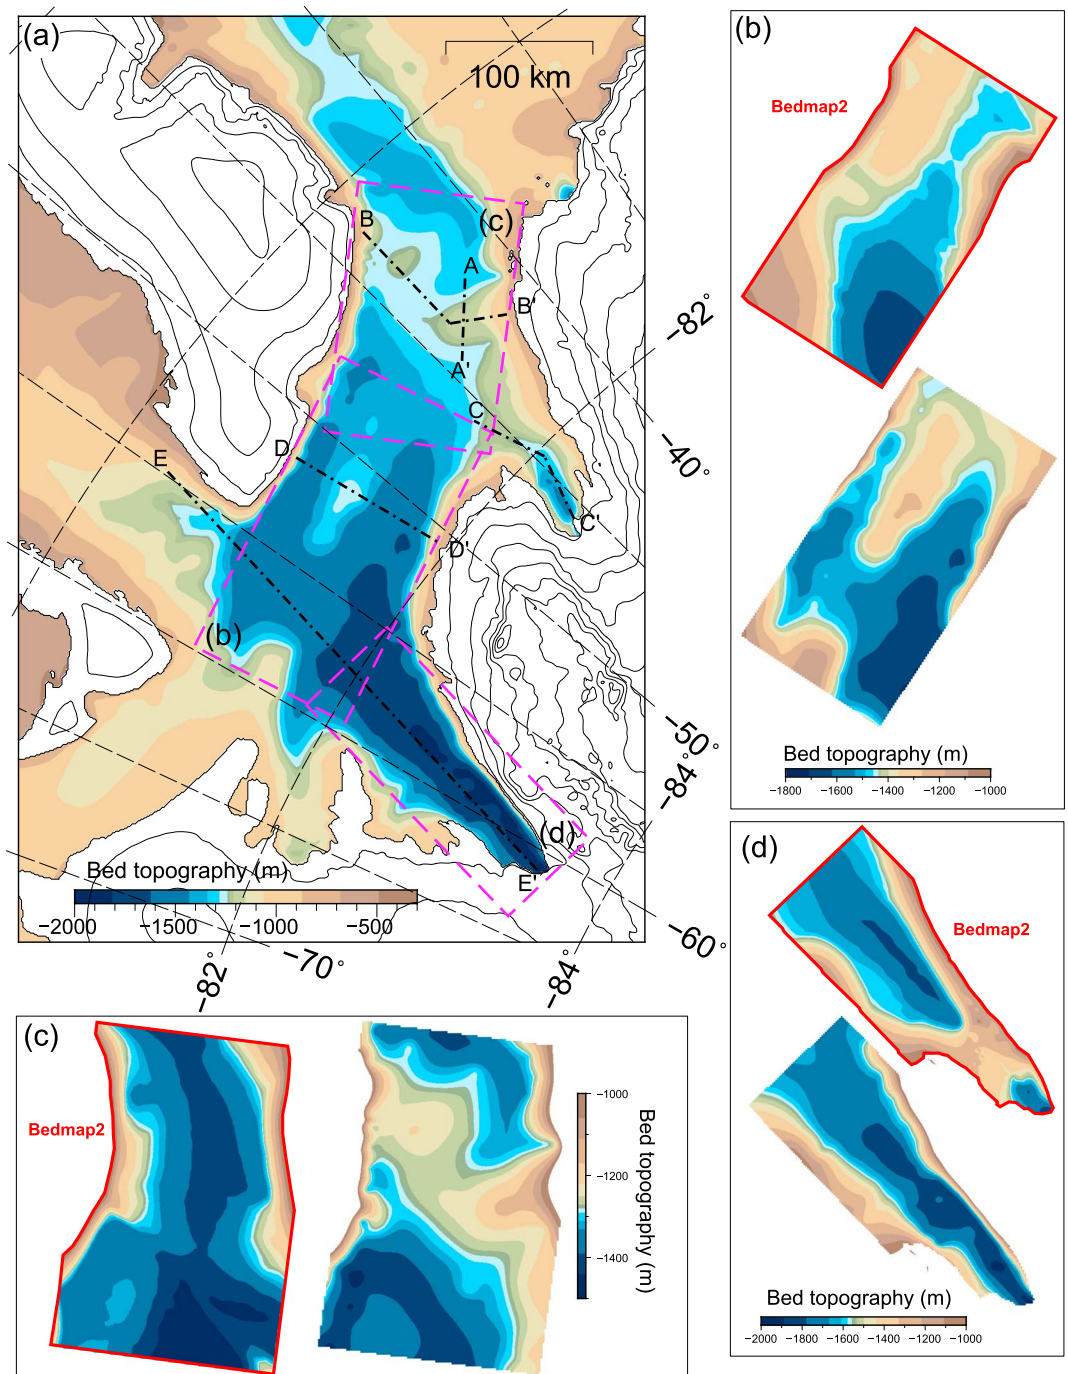 (a)
100 km
B
(c)
A
B'
A'
C
D
E
C'
D'
(b)
(d)
E'
Bed topography (m)
−2000 −1500 −1000 −500
−82°
−40°
−50°
−84°
−60°
−82°
−70°
−84°
(b)
Bedmap2
Bed topography (m)
−1800 −1600 −1400 −1200 −1000
(c)
Bedmap2
−1000
−1200
−1400
Bed topography (m)
(d)
Bedmap2
Bed topography (m)
−2000 −1800 −1600 −1400 −1200 −1000